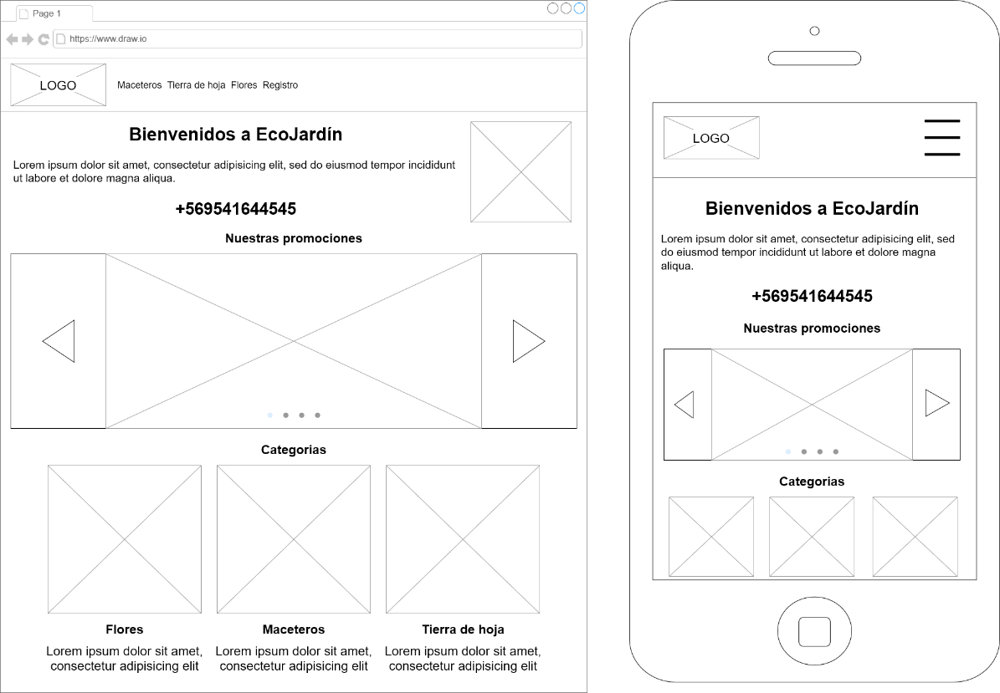 Page 1
https://www.draw.io
LOGO
Maceteros Tierra de hoja Flores Registro
Bienvenidos a EcoJardín
Lorem ipsum dolor sit amet, consectetur adipisicing elit, sed do eiusmod tempor incididunt
ut labore et dolore magna aliqua.
+569541644545
Nuestras promociones
Categorias
Flores
Lorem ipsum dolor sit amet,
consectetur adipisicing elit
Maceteros
Lorem ipsum dolor sit amet,
consectetur adipisicing elit
Tierra de hoja
Lorem ipsum dolor sit amet,
consectetur adipisicing elit
LOGO
Bienvenidos a EcoJardín
Lorem ipsum dolor sit amet, consectetur adipisicing elit, sed
do eiusmod tempor incididunt ut labore et dolore magna
aliqua.
+569541644545
Nuestras promociones
Categorias